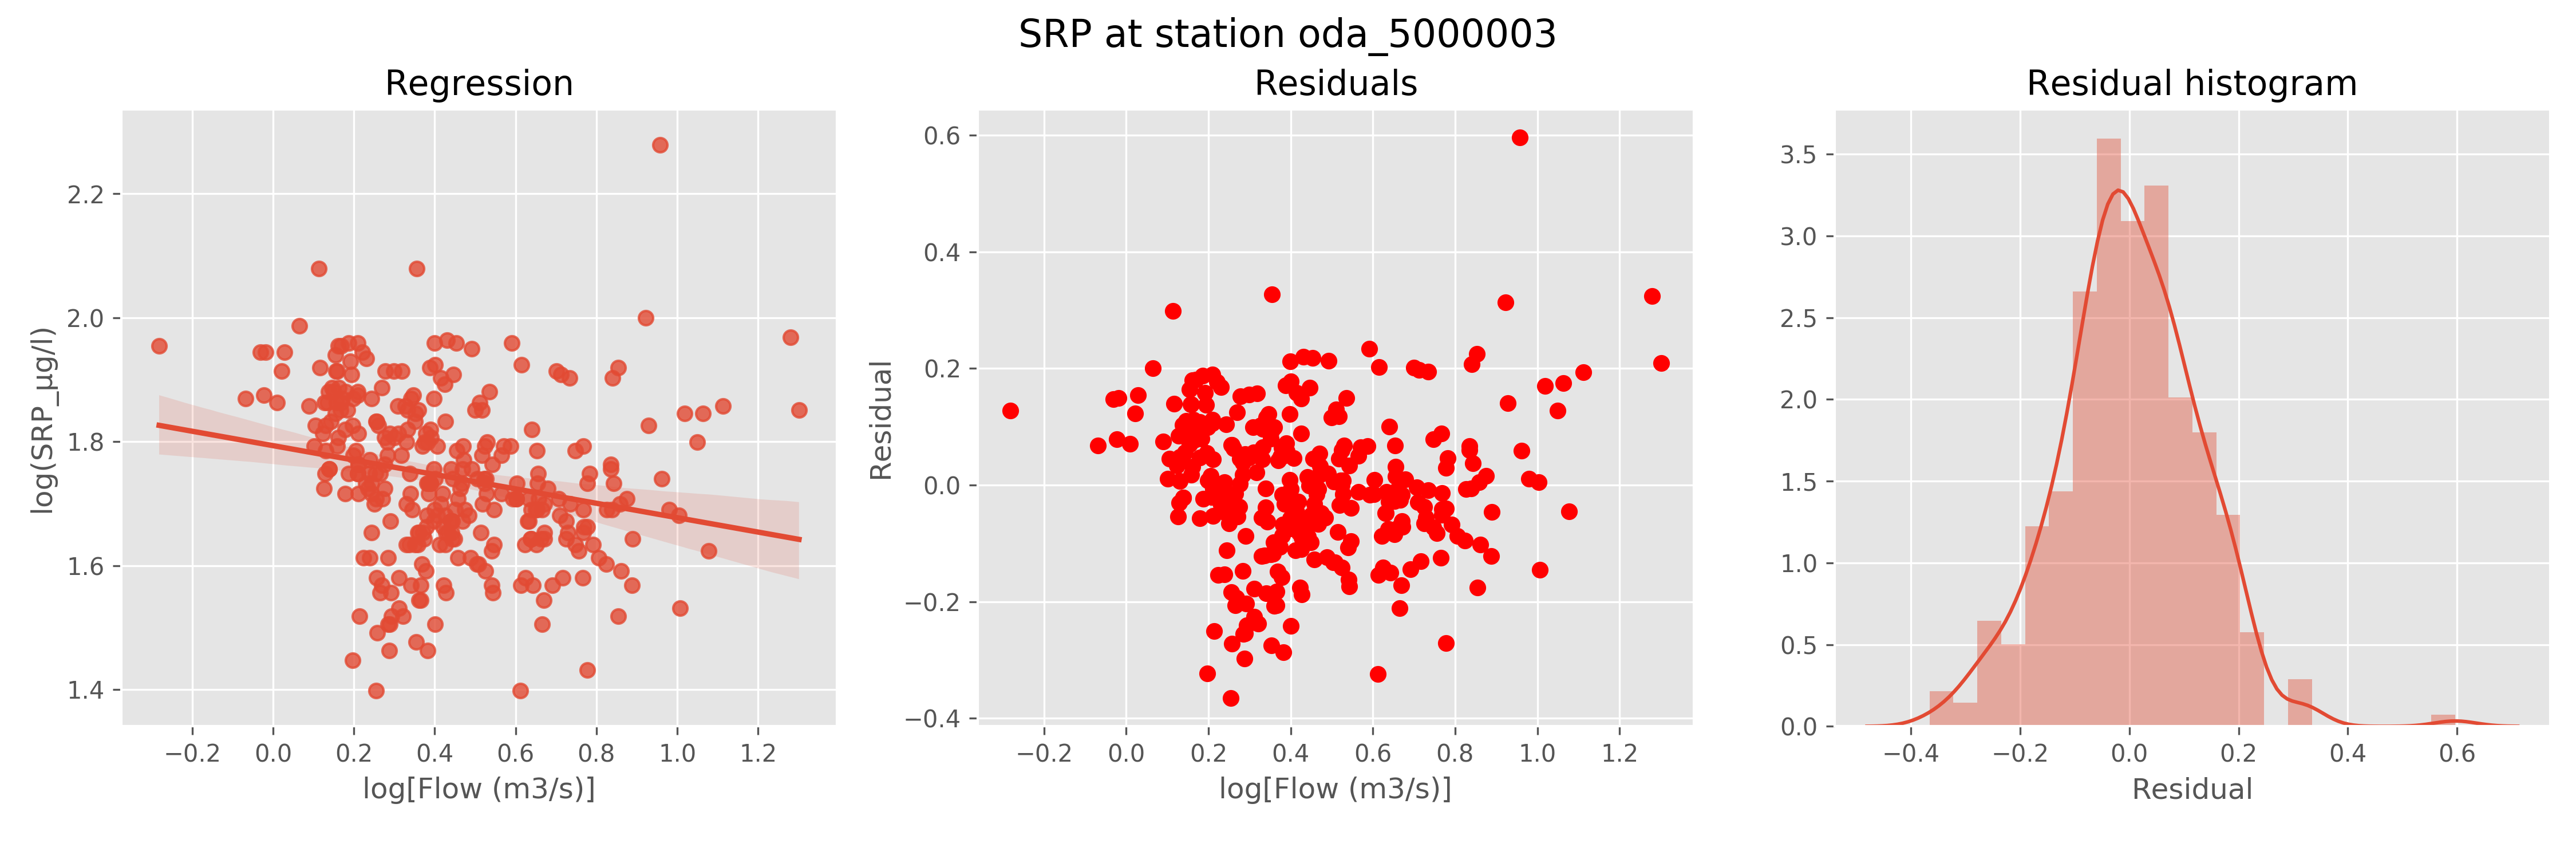 SRP at station oda_5000003
Regression
log(SRP_µg/l)
2.2
2.0
1.8
1.6
1.4
−0.2 0.0 0.2 0.4 0.6 0.8 1.0 1.2
log[Flow (m3/s)]
Residuals
Residual
0.6
0.4
0.2
0.0
−0.2
−0.4
−0.2 0.0 0.2 0.4 0.6 0.8 1.0 1.2
log[Flow (m3/s)]
Residual histogram
3.5
3.0
2.5
2.0
1.5
1.0
0.5
0.0
−0.4 −0.2 0.0 0.2 0.4 0.6
Residual